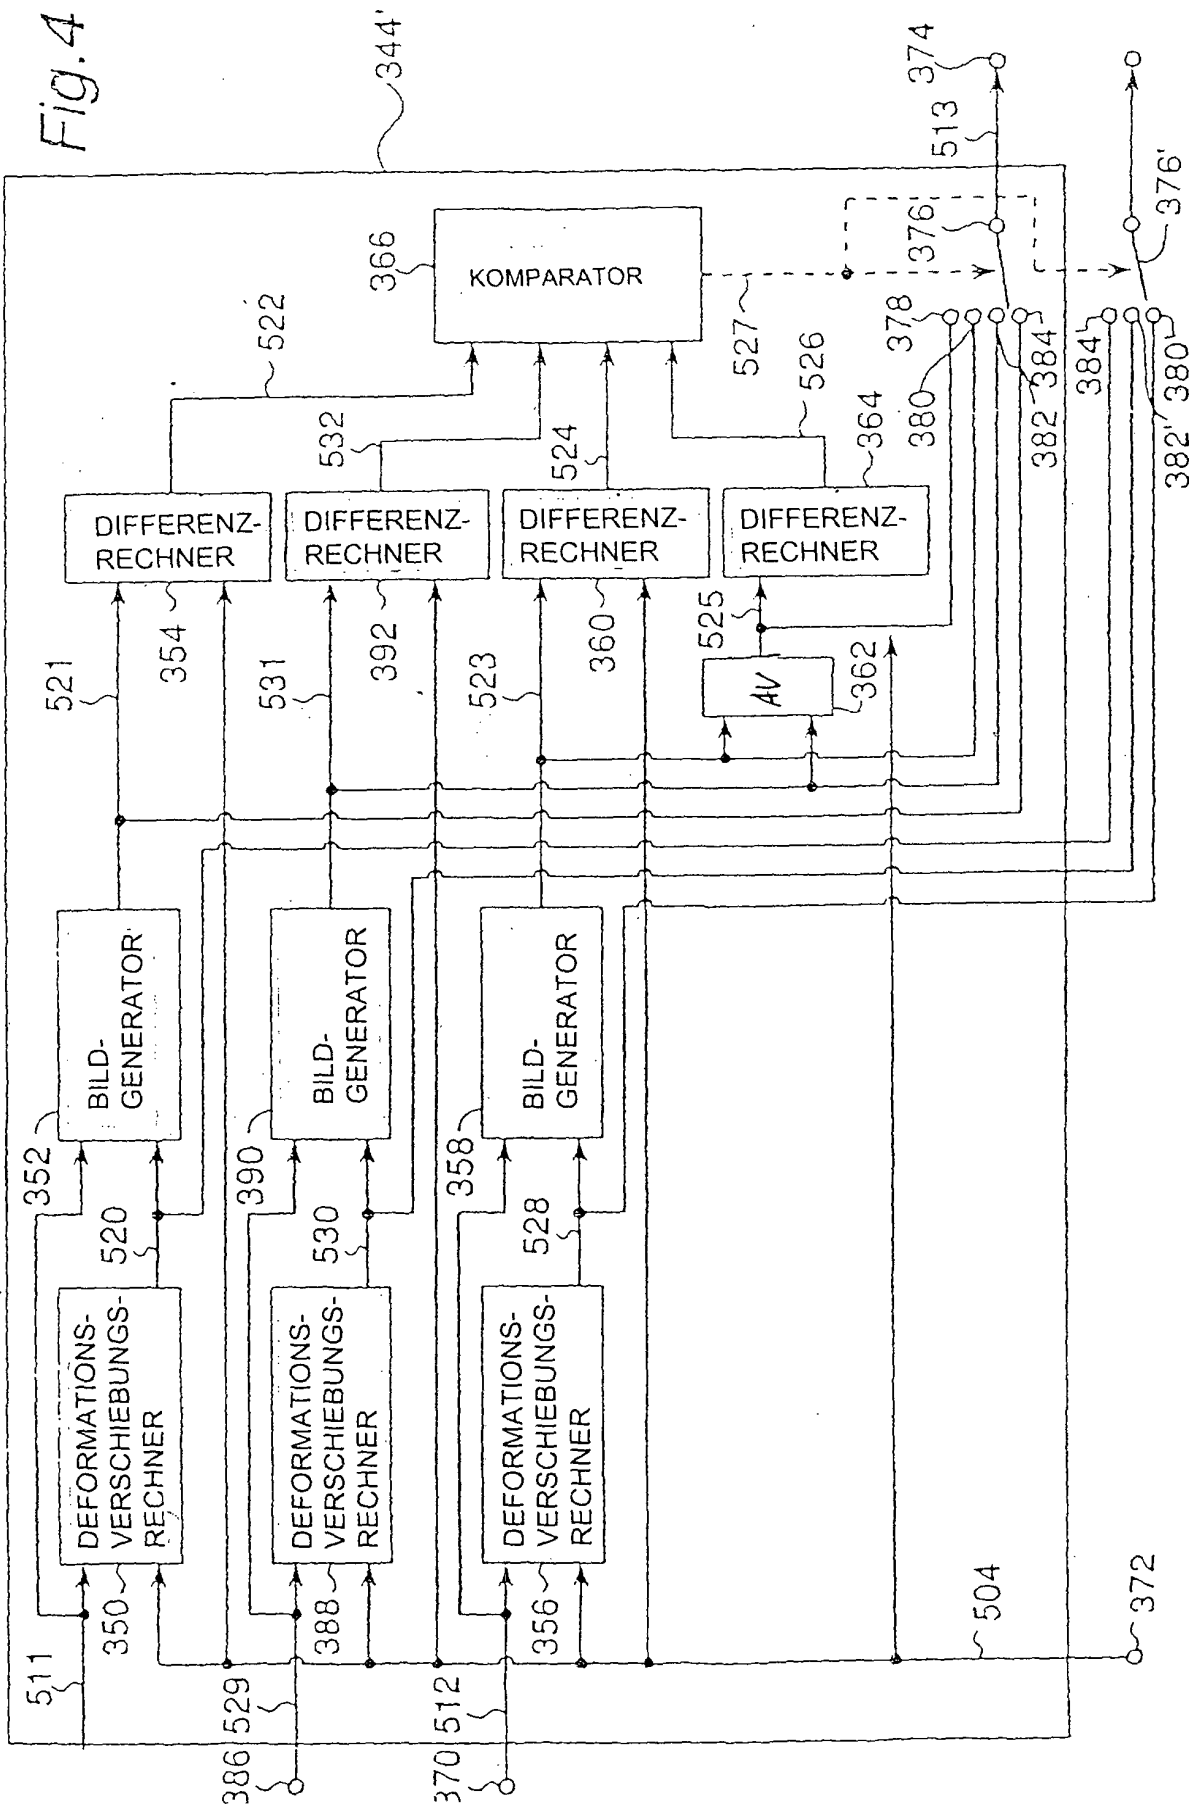 Fig. 4
344'
366
KOMPARATOR
522
532
524
526
527
376
513
374
376'
378
380
382
384
384'
382'
380'
DIFFERENZ-
RECHNER
354
DIFFERENZ-
RECHNER
392
DIFFERENZ-
RECHNER
360
DIFFERENZ-
RECHNER
364
521
531
523
525
AV
362
352
BILD-
GENERATOR
390
BILD-
GENERATOR
358
BILD-
GENERATOR
520
530
528
DEFORMATIONS-
VERSCHIEBUNGS-
RECHNER
350
DEFORMATIONS-
VERSCHIEBUNGS-
RECHNER
388
DEFORMATIONS-
VERSCHIEBUNGS-
RECHNER
356
511
529
386
512
370
504
372